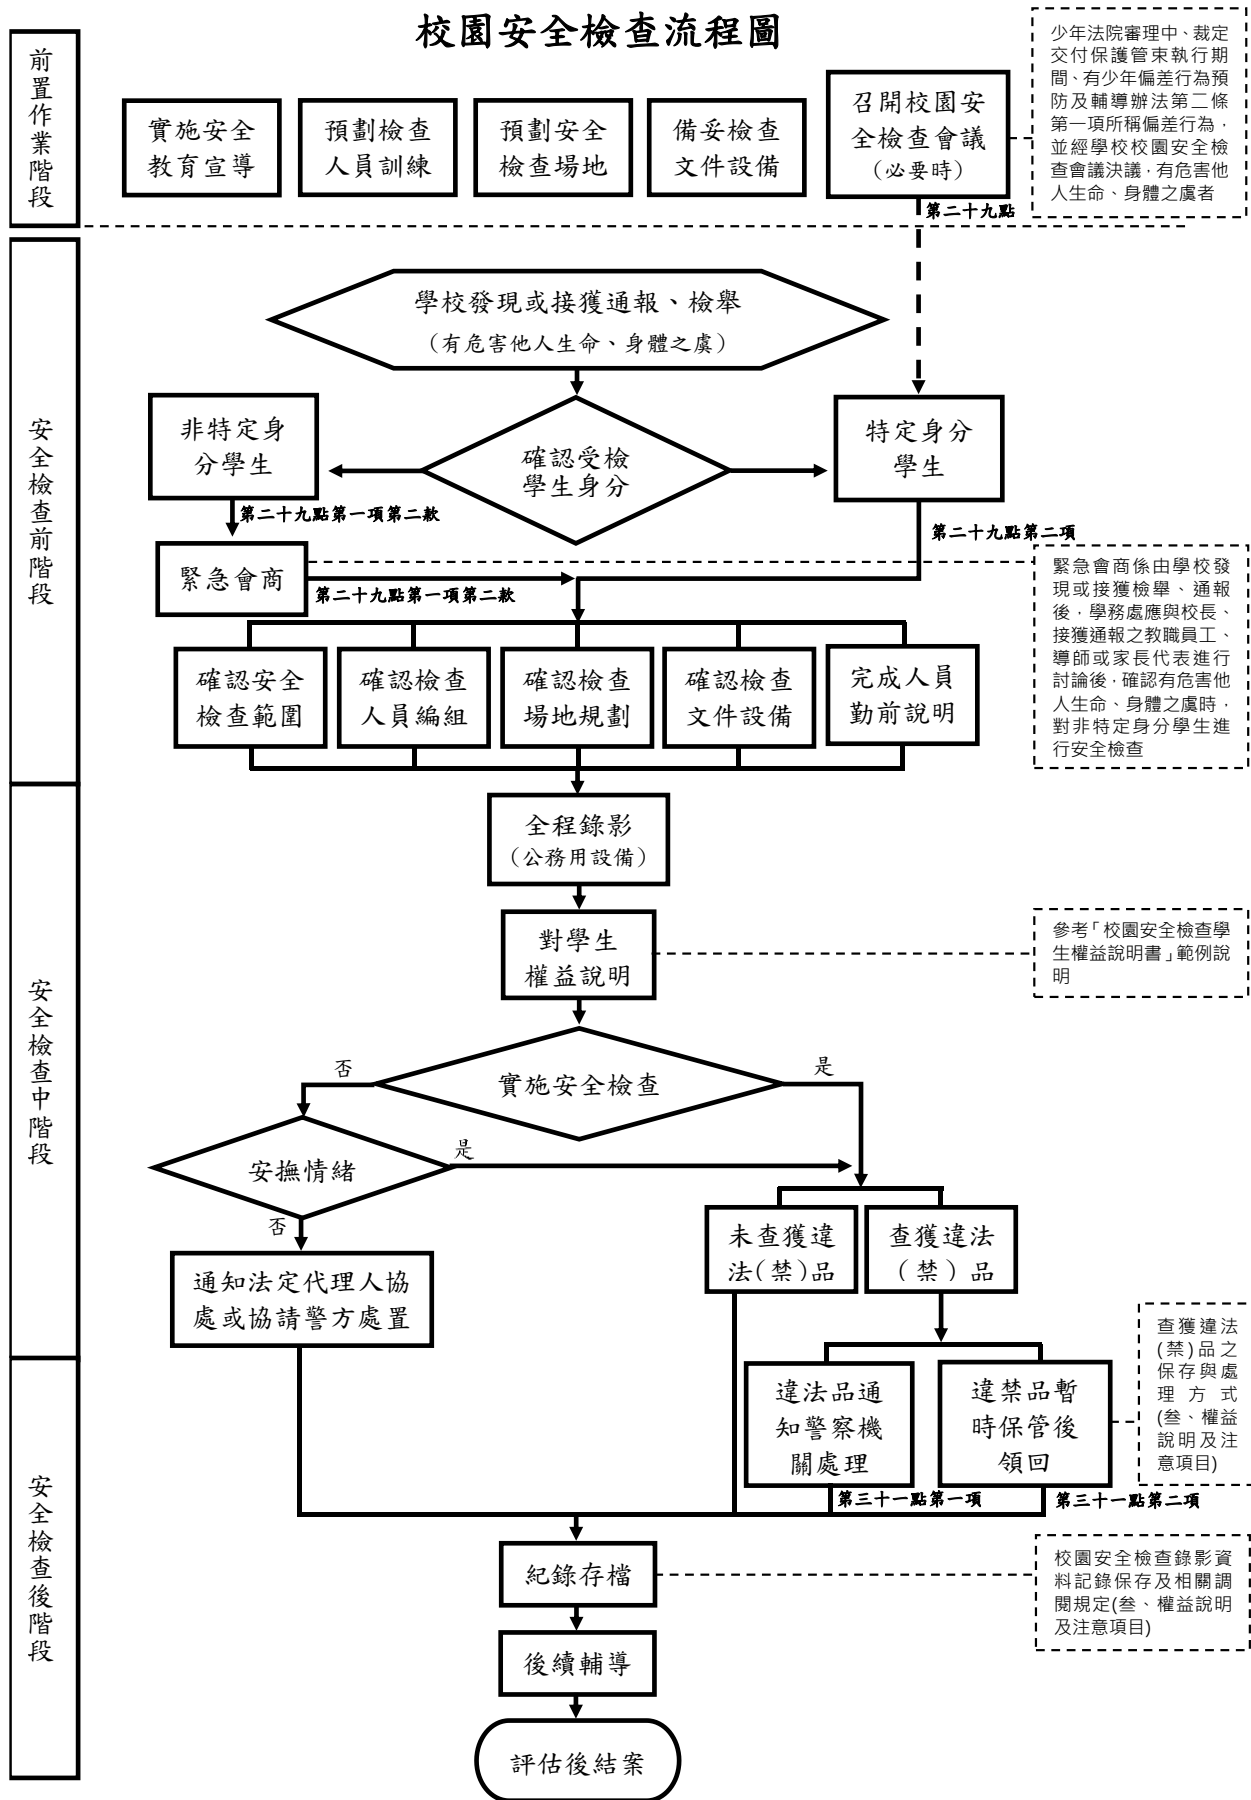 校園安全檢查流程圖
前置作業階段
實施安全
教育宣導
預劃檢查
人員訓練
預劃安全
檢查場地
備妥檢查
文件設備
召開校園安
全檢查會議
（必要時）
第二十九點
少年法院審理中、裁定
交付保護管束執行期
間、有少年偏差行為預
防及輔導辦法第二條
第一項所稱偏差行為，
並經學校校園安全檢
查會議決議，有危害他
人生命、身體之虞者
安全檢查前階段
學校發現或接獲通報、檢舉
（有危害他人生命、身體之虞）
非特定身
分學生
確認受檢
學生身分
特定身分
學生
第二十九點第一項第二款
第二十九點第二項
緊急會商
第二十九點第一項第二款
緊急會商係由學校發
現或接獲檢舉、通報
後，學務處應與校長、
接獲通報之教職員工、
導師或家長代表進行
討論後，確認有危害他
人生命、身體之虞時，
對非特定身分學生進
行安全檢查
確認安全
檢查範圍
確認檢查
人員編組
確認檢查
場地規劃
確認檢查
文件設備
完成人員
勤前說明
安全檢查中階段
全程錄影
（公務用設備）
對學生
權益說明
參考「校園安全檢查學
生權益說明書」範例說
明
實施安全檢查
否
是
安撫情緒
是
否
通知法定代理人協
處或協請警方處置
未查獲違
法(禁)品
查獲違法
(禁)品
安全檢查後階段
違法品通
知警察機
關處理
違禁品暫
時保管後
領回
查獲違法
(禁)品之
保存與處
理方式
(叁、權益
說明及注
意項目)
第三十一點第一項
第三十一點第二項
紀錄存檔
校園安全檢查錄影資
料記錄保存及相關調
閱規定(叁、權益說明
及注意項目)
後續輔導
評估後結案